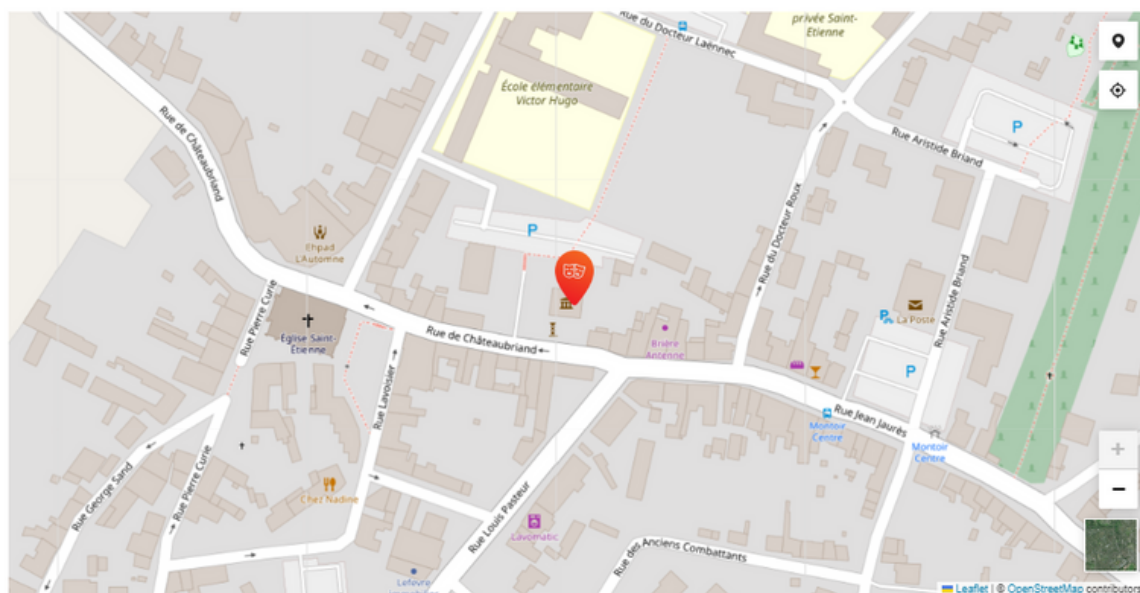 Rue du Docteur Laënnec
privée Saint-
Etienne
École élémentaire
Victor Hugo
P
Rue Aristide Briand
Rue de Châteaubriand
Rue du Docteur Roux
P
Ehpad
L'Automne
Rue Pierre Curie
Église Saint-
Étienne
Rue de Châteaubriand
Brière
Antenne
P
La Poste
Rue Aristide Briand
P
Rue Lavoisier
Montoir
Centre
Rue Jean Jaurés
Montoir
Centre
Rue George Sand
Rue Pierre Curie
Chez Nadine
Rue Louis Pasteur
Lavomatic
Rue des Anciens Combattants
Lefevre
+
−
Leaflet | © OpenStreetMap contributors